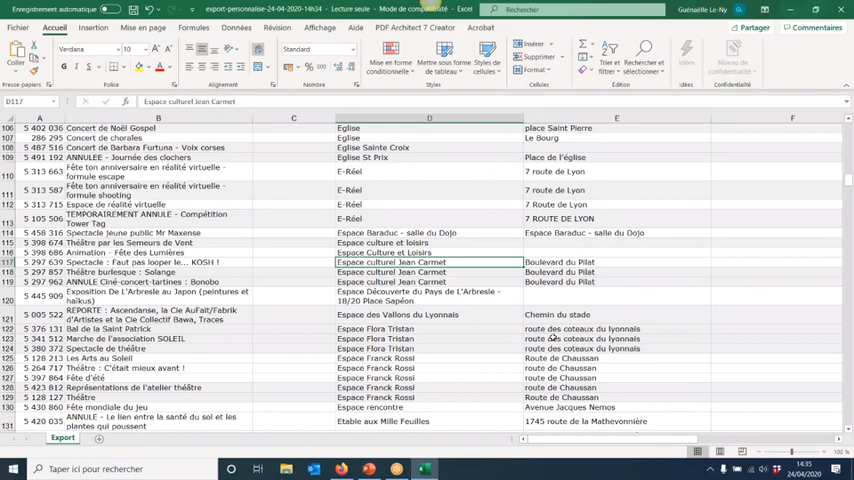 Enregistrement automatique
export-personnalise-24-04-2020-14h34 - Lecture seule - Mode de compatibilité - Excel
Rechercher
Guénaëlle Le-Ny
GL
Fichier Accueil Insertion Mise en page Formules Données Révision Affichage Aide PDF Architect 7 Creator Acrobat
Partager Commentaires
Coller
Verdana 10
Standard
Mise en forme conditionnelle
Mettre sous forme de tableau
Styles de cellules
Insérer
Supprimer
Format
Trier et filtrer
Rechercher et sélectionner
Idées
Niveau de confidentialité
Presse-papiers Police Alignement Nombre Styles Cellules Édition Idées Confidentialité
D117 fx Espace culturel Jean Carmet
A B C D E F
106 5 402 036 Concert de Noël Gospel Eglise place Saint Pierre
107 286 295 Concert de chorales Eglise Le Bourg
108 5 487 516 Concert de Barbara Furtuna - Voix corses Eglise Sainte Croix
109 5 491 192 ANNULEE - Journée des clochers Eglise St Prix Place de l'église
110 5 313 663 Fête ton anniversaire en réalité virtuelle - formule escape E-Réel 7 route de Lyon
111 5 313 587 Fête ton anniversaire en réalité virtuelle - formule shooting E-Réel 7 route de Lyon
112 5 313 715 Espace de réalité virtuelle E-Réel 7 Route de Lyon
113 5 105 506 TEMPORAIREMENT ANNULE - Compétition Tower Tag E-Réel 7 ROUTE DE LYON
114 5 458 316 Spectacle jeune public Mr Maxense Espace Baraduc - salle du Dojo Espace Baraduc - salle du Dojo
115 5 398 674 Théâtre par les Semeurs de Vent Espace culture et loisirs
116 5 398 686 Animation - Fête des Lumières Espace Culture et Loisirs
117 5 297 639 Spectacle : Faut pas looper le... KOSH ! Espace culturel Jean Carmet Boulevard du Pilat
118 5 297 857 Théâtre burlesque : Solange Espace culturel Jean Carmet Boulevard du Pilat
119 5 297 962 ANNULE Ciné-concert-tartines : Bonobo Espace culturel Jean Carmet Boulevard du Pilat
120 5 445 909 Exposition De L'Arbresle au Japon (peintures et haïkus) Espace Découverte du Pays de L'Arbresle - 18/20 Place Sapéon
121 5 005 522 REPORTE : Ascendanse, la Cie AuFait/Fabrik d'Artistes et la Cie Collectif Bawa, Traces Espace des Vallons du Lyonnais Chemin du stade
122 5 376 131 Bal de la Saint Patrick Espace Flora Tristan route des coteaux du lyonnais
123 5 341 512 Marche de l'association SOLEIL Espace Flora Tristan route des coteaux du lyonnais
124 5 380 372 Spectacle de théâtre Espace Flora Tristan route des coteaux du lyonnais
125 5 128 213 Les Arts au Soleil Espace Franck Rossi Route de Chaussan
126 5 264 717 Théâtre : C'était mieux avant ! Espace Franck Rossi route de Chaussan
127 5 397 864 Fête d'été Espace Franck Rossi route de Chaussan
128 5 423 812 Représentations de l'atelier théâtre Espace Franck Rossi route de Chaussan
129 5 128 127 Théâtre Espace Franck Rossi route de Chaussan
130 5 430 860 Fête mondiale du jeu Espace rencontre Avenue Jacques Nemos
131 5 420 035 ANNULE - Le lien entre la santé du sol et les plantes qui poussent Etable aux Mille Feuilles 1745 route de la Mathevonnière
Export
100 %
Taper ici pour rechercher
14:35
24/04/2020